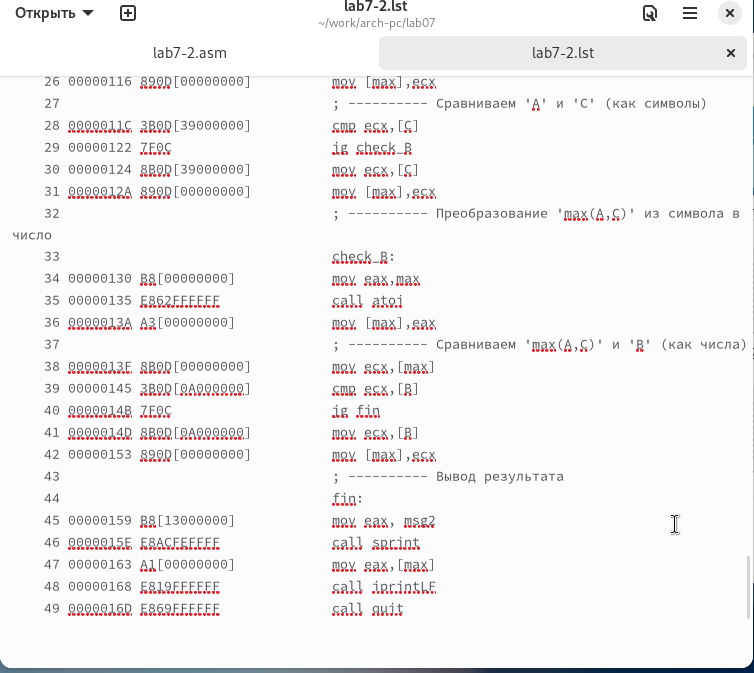 Открыть
lab7-2.lst
~/work/arch-pc/lab07
lab7-2.asm
lab7-2.lst
26 00000116 890D[00000000] mov [max],ecx
27 ; ---------- Сравниваем 'A' и 'C' (как символы)
28 0000011C 3B0D[39000000] cmp ecx,[C]
29 00000122 7F0C jg check_B
30 00000124 8B0D[39000000] mov ecx,[C]
31 0000012A 890D[00000000] mov [max],ecx
32 ; ---------- Преобразование 'max(A,C)' из символа в
число
33 check_B:
34 00000130 B8[00000000] mov eax,max
35 00000135 E862FFFFFF call atoi
36 0000013A A3[00000000] mov [max],eax
37 ; ---------- Сравниваем 'max(A,C)' и 'B' (как числа)
38 0000013F 8B0D[00000000] mov ecx,[max]
39 00000145 3B0D[0A000000] cmp ecx,[B]
40 0000014B 7F0C jg fin
41 0000014D 8B0D[0A000000] mov ecx,[B]
42 00000153 890D[00000000] mov [max],ecx
43 ; ---------- Вывод результата
44 fin:
45 00000159 B8[13000000] mov eax, msg2
46 0000015E E8ACFEFFFF call sprint
47 00000163 A1[00000000] mov eax,[max]
48 00000168 E819FFFFFF call iprintLF
49 0000016D E869FFFFFF call quit